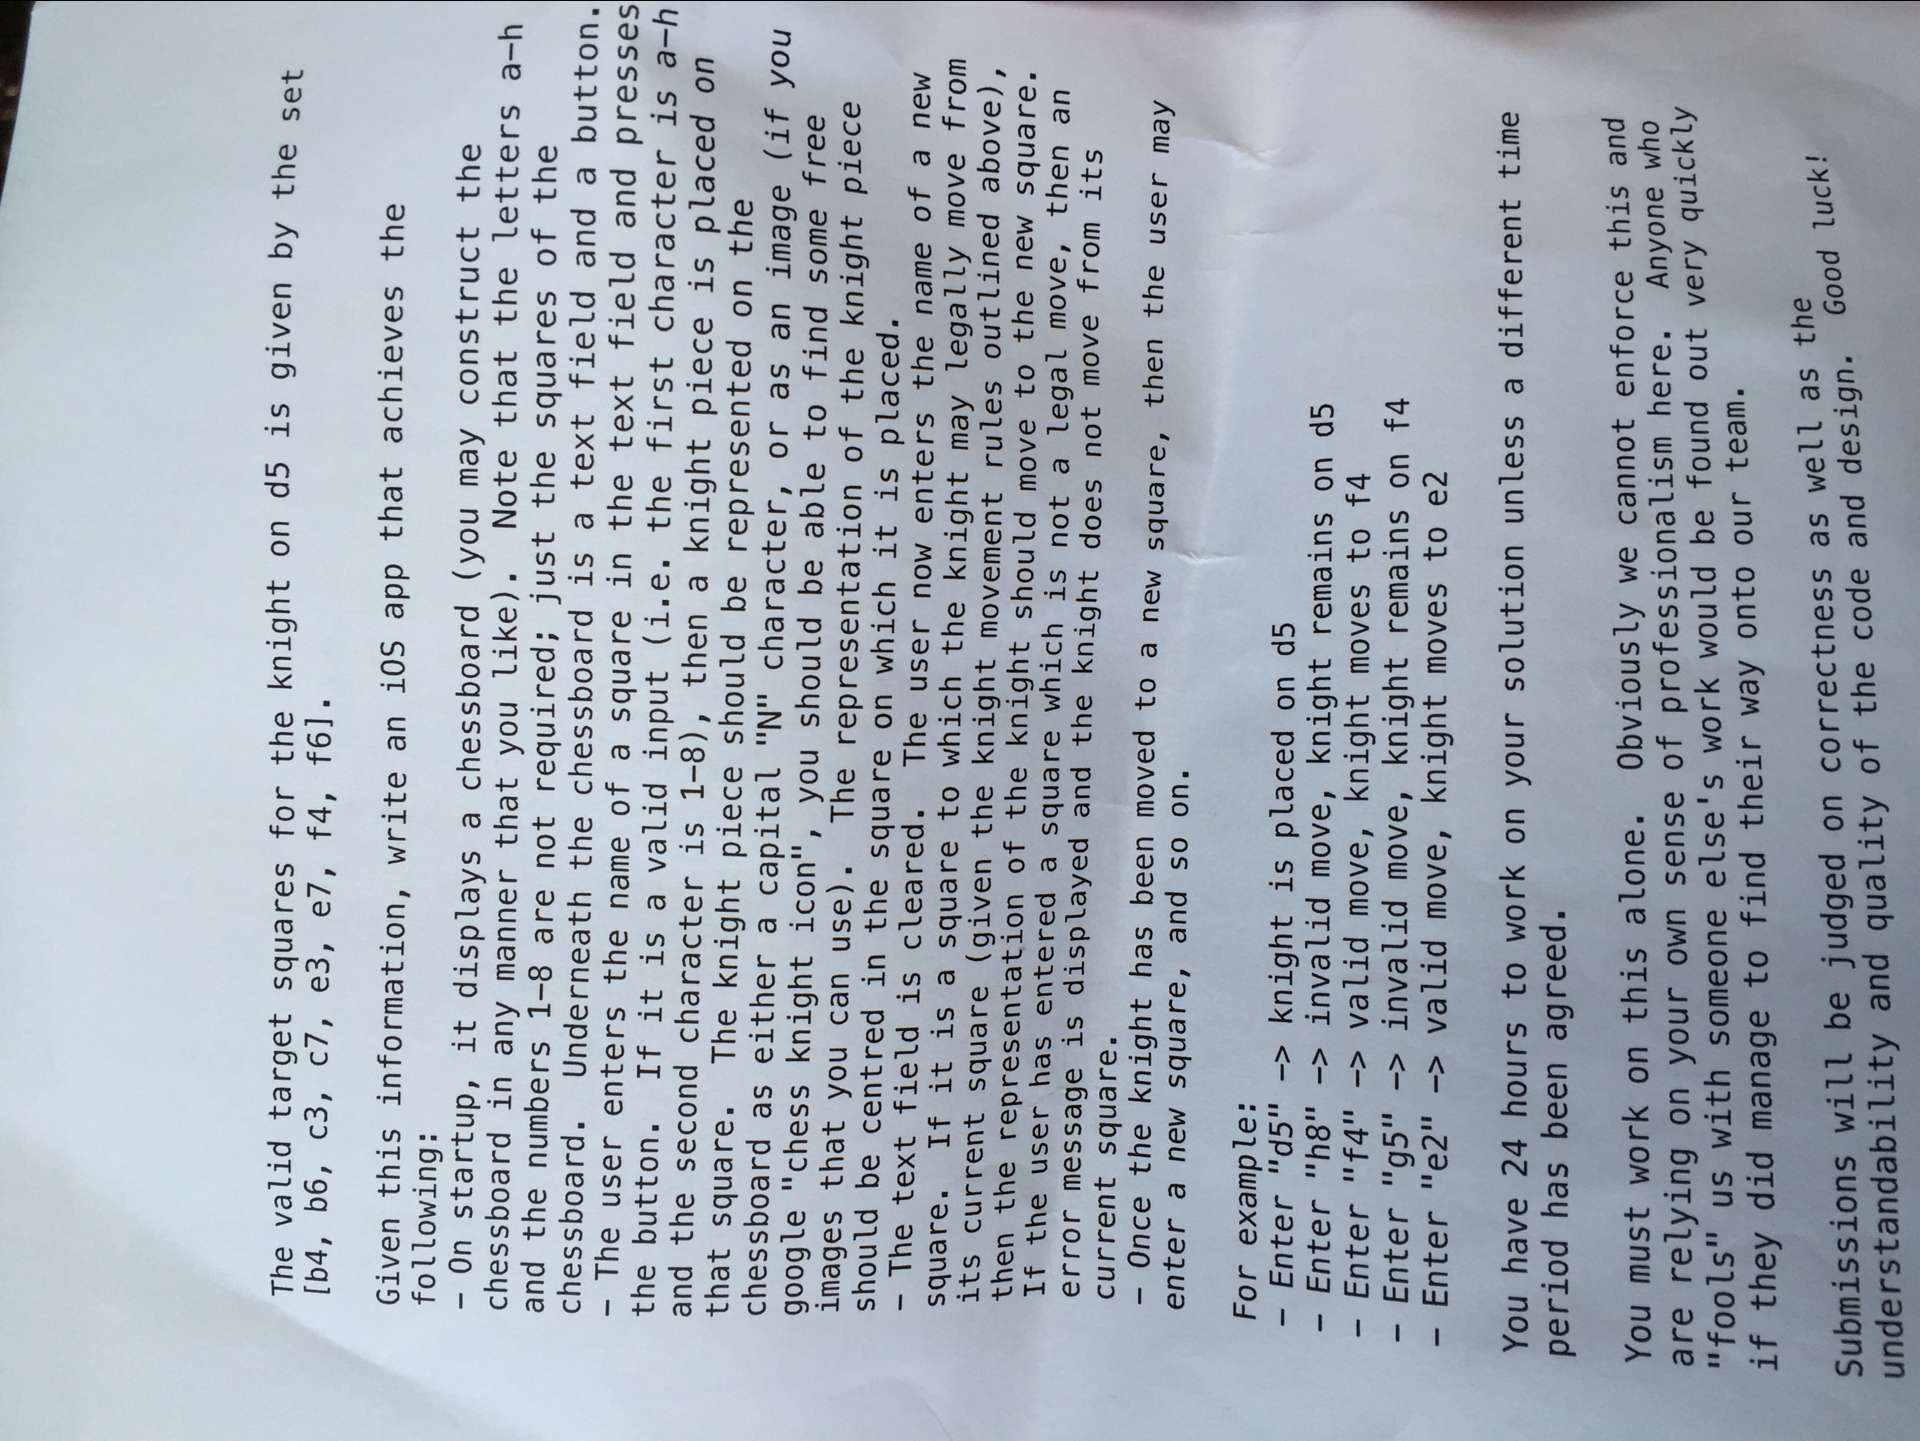 The valid target squares for the knight on d5 is given by the set
[b4, b6, c3, c7, e3, e7, f4, f6].
Given this information, write an iOS app that achieves the
following:
– On startup, it displays a chessboard (you may construct the
chessboard in any manner that you like).  Note that the letters a–h
and the numbers 1–8 are not required; just the squares of the
chessboard.  Underneath the chessboard is a text field and a button.
– The user enters the name of a square in the text field and presses
the button.  If it is a valid input (i.e. the first character is a–h
and the second character is 1–8), then a knight piece is placed on
that square.  The knight piece should be represented on the
chessboard as either a capital "N" character, or as an image (if you
google "chess knight icon", you should be able to find some free
images that you can use).  The representation of the knight piece
should be centred in the square on which it is placed.
– The text field is cleared.  The user now enters the name of a new
square.  If it is a square to which the knight may legally move from
its current square (given the knight movement rules outlined above),
then the representation of the knight should move to the new square.
If the user has entered a square which is not a legal move, then an
error message is displayed and the knight does not move from its
current square.
– Once the knight has been moved to a new square, then the user may
enter a new square, and so on.
For example:
– Enter "d5" –> knight is placed on d5
– Enter "h8" –> invalid move, knight remains on d5
– Enter "f4" –> valid move, knight moves to f4
– Enter "g5" –> invalid move, knight remains on f4
– Enter "e2" –> valid move, knight moves to e2
You have 24 hours to work on your solution unless a different time
period has been agreed.
You must work on this alone.  Obviously we cannot enforce this and
are relying on your own sense of professionalism here.  Anyone who
"fools" us with someone else's work would be found out very quickly
if they did manage to find their way onto our team.
Submissions will be judged on correctness as well as the
understandability and quality of the code and design.  Good luck!